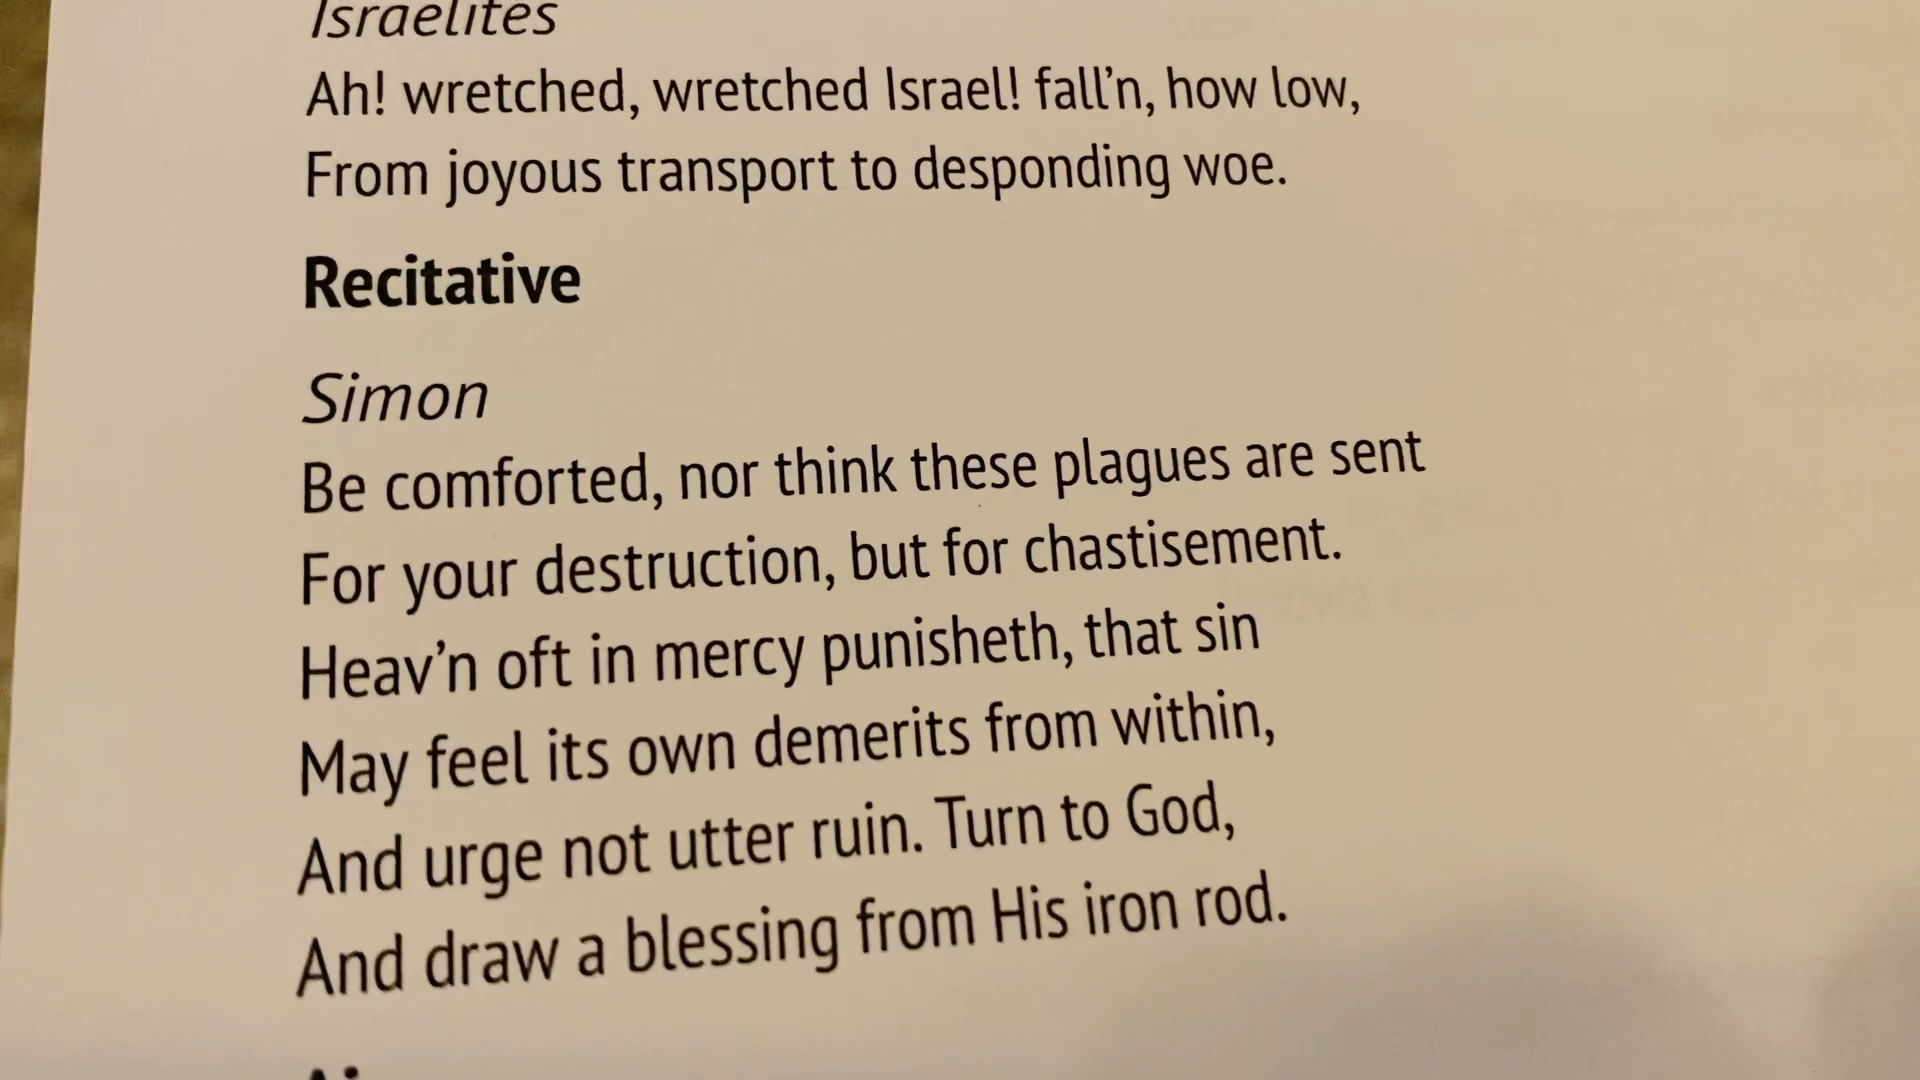 Israelites
Ah! wretched, wretched Israel! fall'n, how low,
From joyous transport to desponding woe.
Recitative
Simon
Be comforted, nor think these plagues are sent
For your destruction, but for chastisement.
Heav'n oft in mercy punisheth, that sin
May feel its own demerits from within,
And urge not utter ruin. Turn to God,
And draw a blessing from His iron rod.